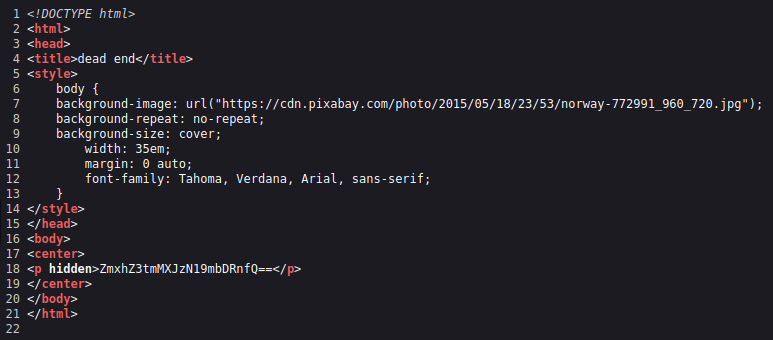 1 <!DOCTYPE html>
2 <html>
3 <head>
4 <title>dead end</title>
5 <style>
6     body {
7     background-image: url("https://cdn.pixabay.com/photo/2015/05/18/23/53/norway-772991_960_720.jpg");
8     background-repeat: no-repeat;
9     background-size: cover;
10         width: 35em;
11         margin: 0 auto;
12         font-family: Tahoma, Verdana, Arial, sans-serif;
13     }
14 </style>
15 </head>
16 <body>
17 <center>
18 <p hidden>ZmxhZ3tmMXJzN19mbDRnfQ==</p>
19 </center>
20 </body>
21 </html>
22